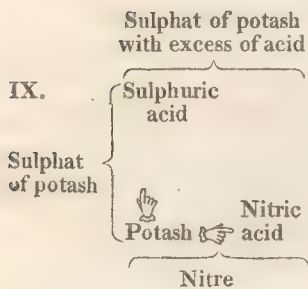 Sulphat of potash
with excess of acid
IX.
Sulphuric
acid
Sulphat
of potash
Nitric
Potash acid
Nitre